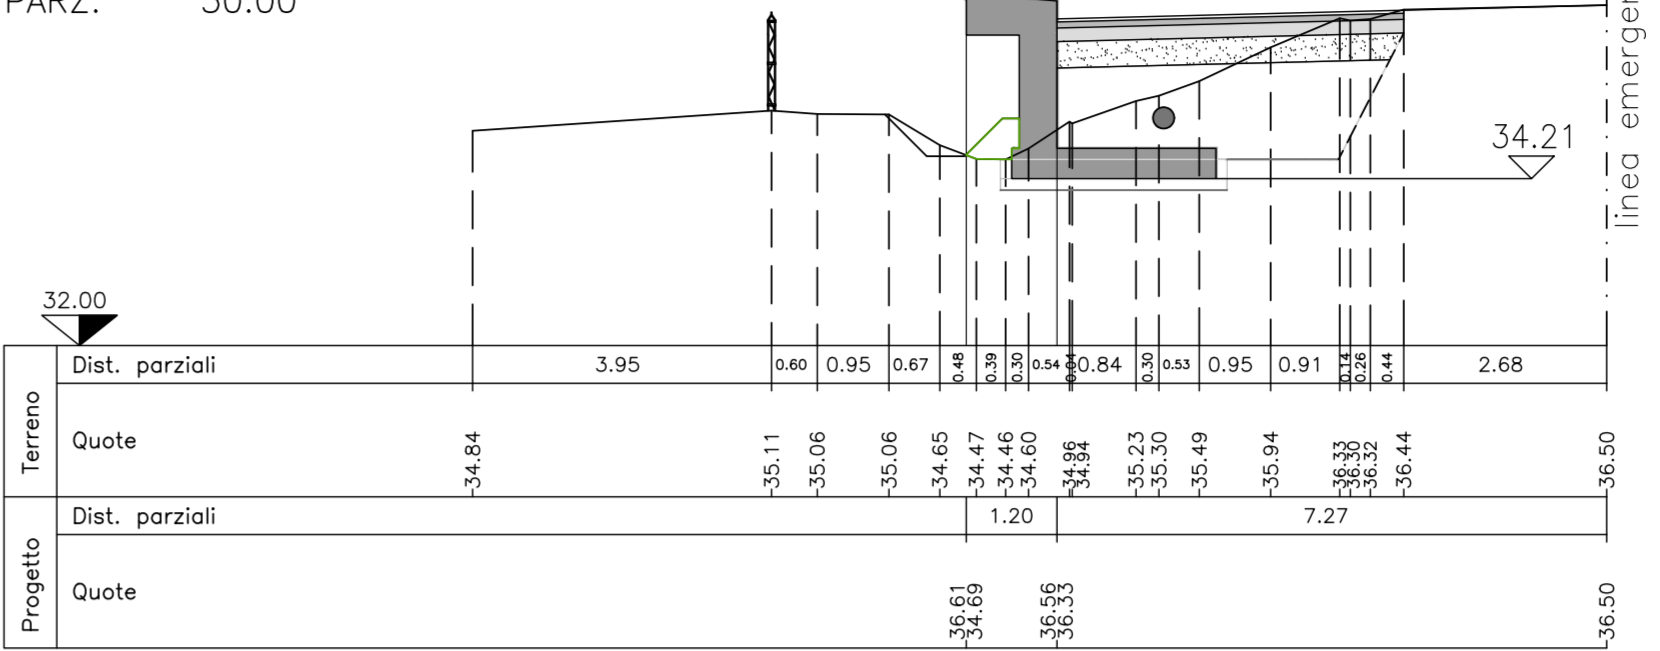 PARZ. 50.00
linea emergen
34.21
32.00
Terreno
Dist. parziali 3.95 0.60 0.95 0.67 0.48 0.39 0.30 0.54 0.04 0.84 0.30 0.53 0.95 0.91 0.14 0.26 0.44 2.68
Quote 34.84 35.11 35.06 35.06 34.65 34.47 34.46 34.60 34.96 34.94 35.23 35.30 35.49 35.94 36.33 36.30 36.32 36.44 36.50
Progetto
Dist. parziali 1.20 7.27
Quote 36.61 34.69 36.56 36.33 36.50